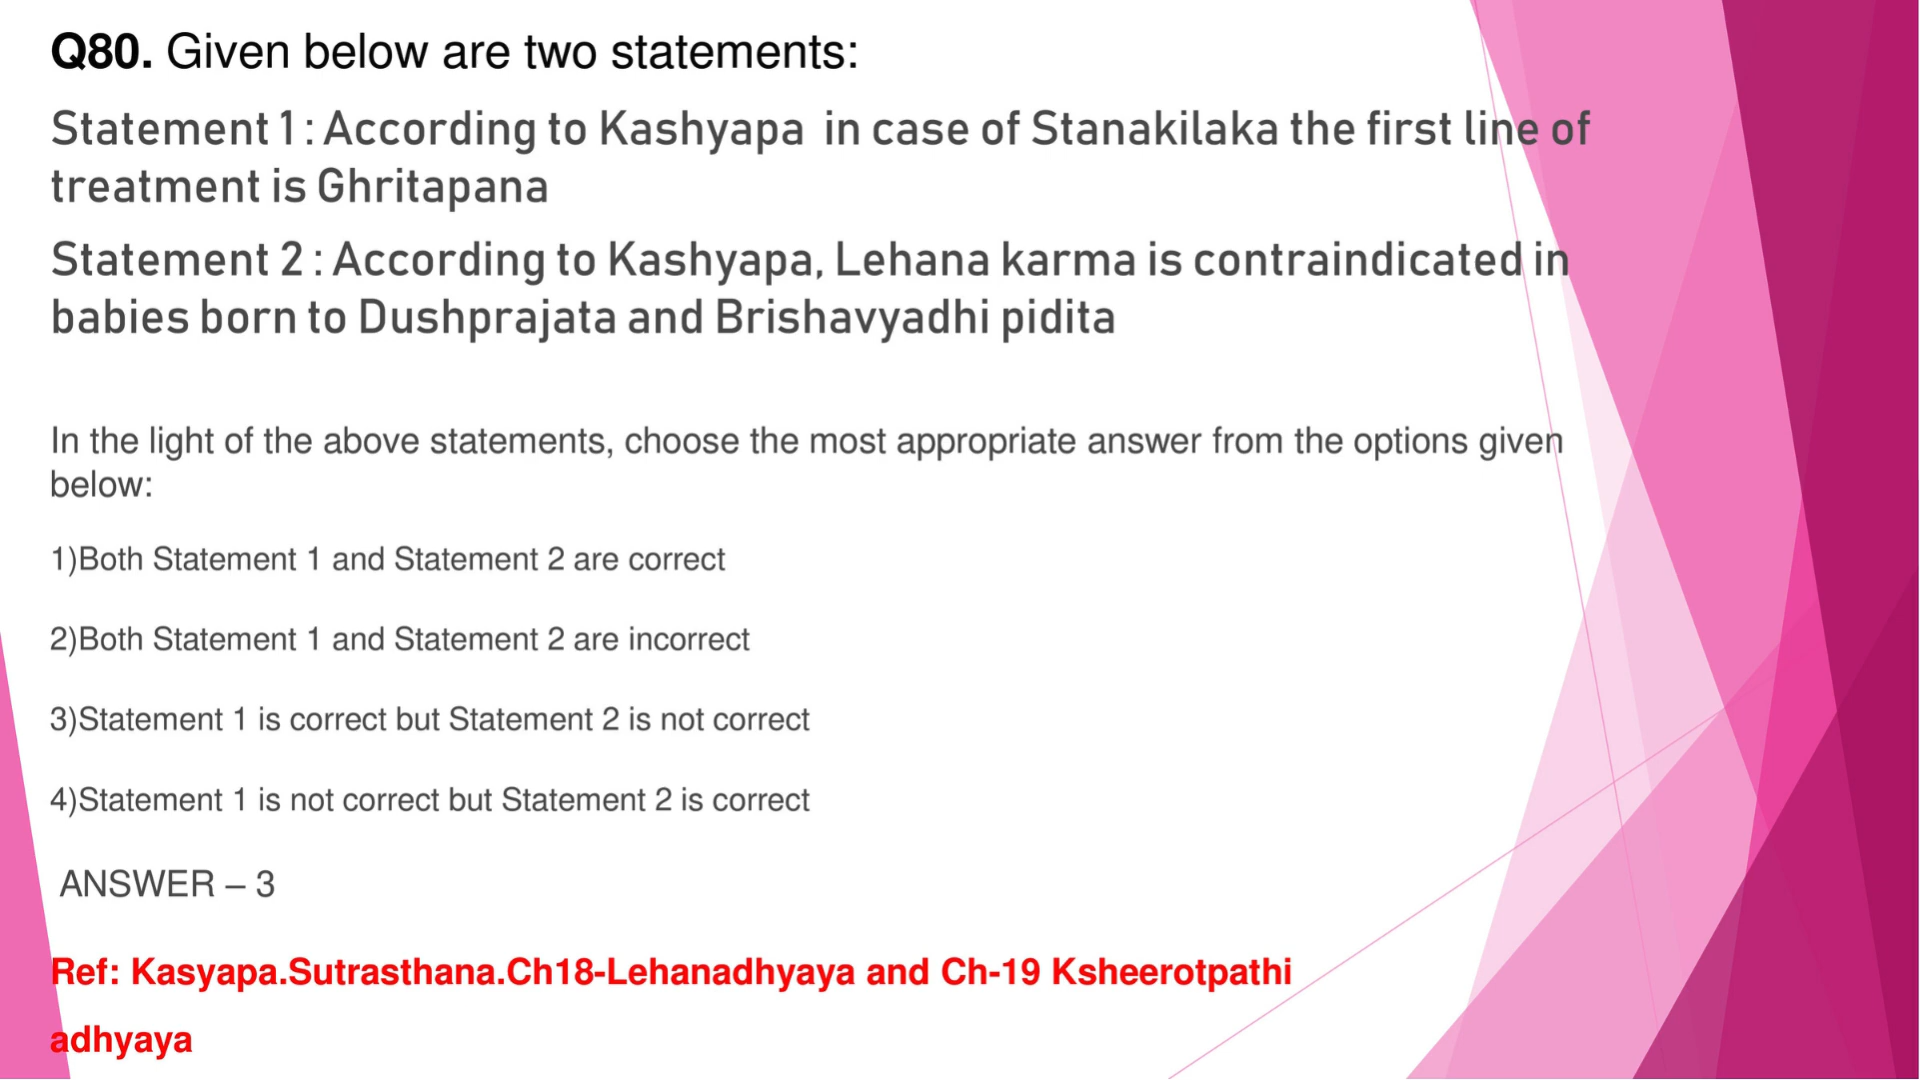 Q80. Given below are two statements:
Statement 1 : According to Kashyapa in case of Stanakilaka the first line of
treatment is Ghritapana
Statement 2 : According to Kashyapa, Lehana karma is contraindicated in
babies born to Dushprajata and Brishavyadhi pidita
In the light of the above statements, choose the most appropriate answer from the options given
below:
1)Both Statement 1 and Statement 2 are correct
2)Both Statement 1 and Statement 2 are incorrect
3)Statement 1 is correct but Statement 2 is not correct
4)Statement 1 is not correct but Statement 2 is correct
ANSWER – 3
Ref: Kasyapa.Sutrasthana.Ch18-Lehanadhyaya and Ch-19 Ksheerotpathi
adhyaya